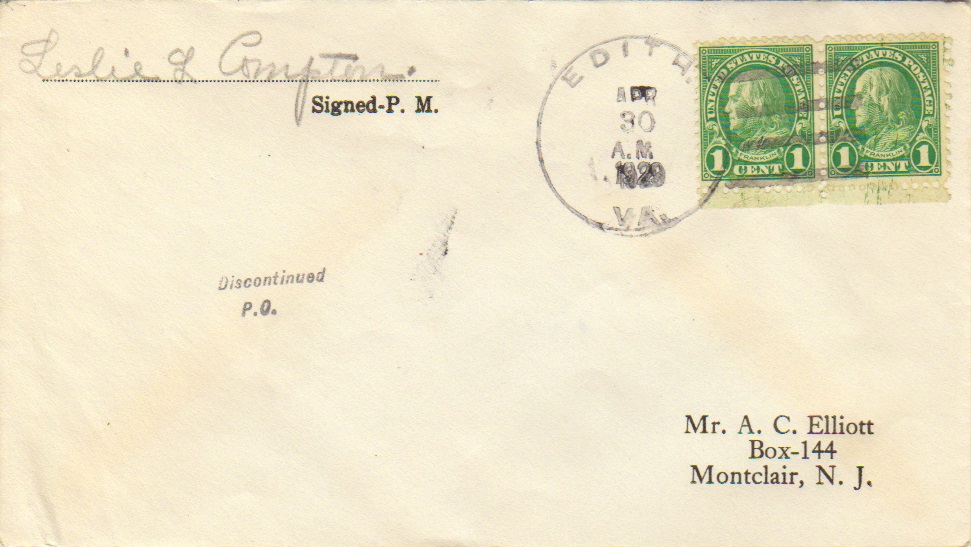 Leslie L Compton.
Signed-P. M.
EDITH.
APR
30
A.M.
1929
VA.
UNITED STATES POSTAGE
FRANKLIN
1 CENT 1
UNITED STATES POSTAGE
FRANKLIN
1 CENT 1
Discontinued
P.O.
Mr. A. C. Elliott
Box-144
Montclair, N. J.